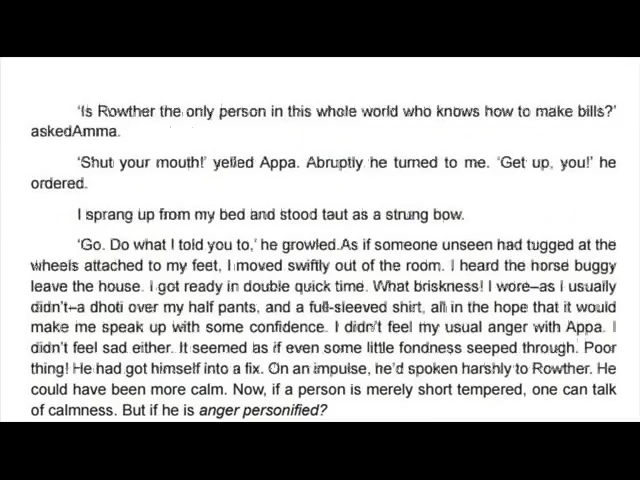 'Is Rowther the only person in this whole world who knows how to make bills?'
askedAmma.
'Shut your mouth!' yelled Appa. Abruptly he turned to me. 'Get up, you!' he
ordered.
I sprang up from my bed and stood taut as a strung bow.
'Go. Do what I told you to,' he growled.As if someone unseen had tugged at the
wheels attached to my feet, I moved swiftly out of the room. I heard the horse buggy
leave the house. I got ready in double quick time. What briskness! I wore–as I usually
didn't–a dhoti over my half pants, and a full-sleeved shirt, all in the hope that it would
make me speak up with some confidence. I didn't feel my usual anger with Appa. I
didn't feel sad either. It seemed as if even some little fondness seeped through. Poor
thing! He had got himself into a fix. On an impulse, he'd spoken harshly to Rowther. He
could have been more calm. Now, if a person is merely short tempered, one can talk
of calmness. But if he is anger personified?